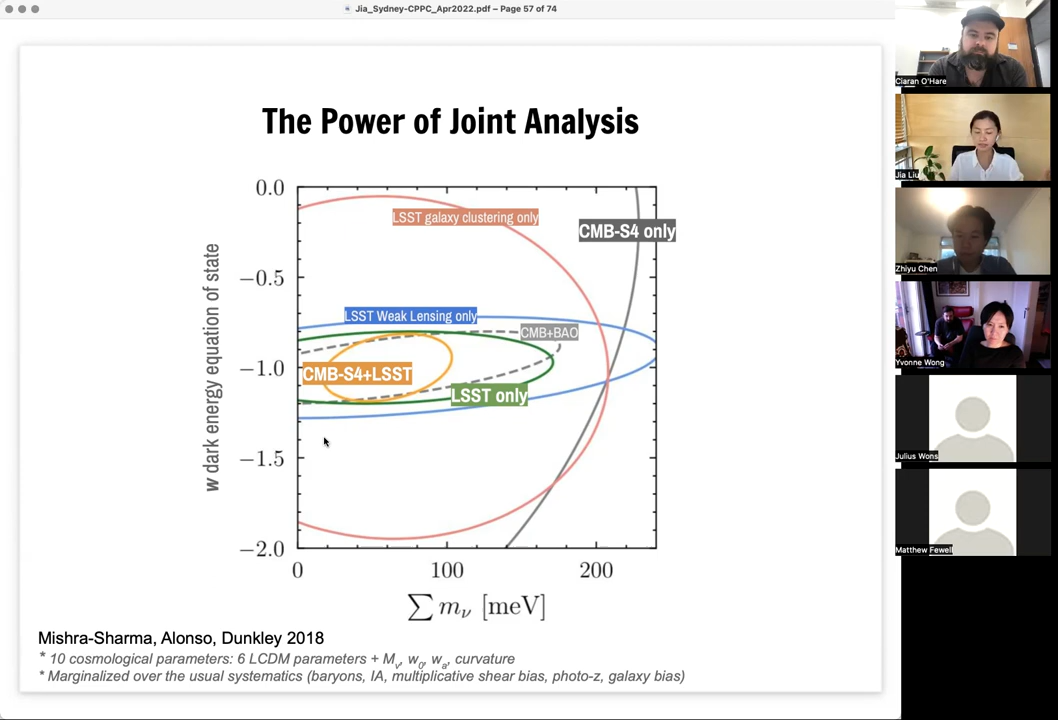 Jia_Sydney-CPPC_Apr2022.pdf – Page 57 of 74
The Power of Joint Analysis
0.0
LSST galaxy clustering only
CMB-S4 only
−0.5
LSST Weak Lensing only
CMB+BAO
−1.0
CMB-S4+LSST
LSST only
−1.5
−2.0
w dark energy equation of state
0
100
200
∑ mν [meV]
Mishra-Sharma, Alonso, Dunkley 2018
* 10 cosmological parameters: 6 LCDM parameters + Mν, w0, wa, curvature
* Marginalized over the usual systematics (baryons, IA, multiplicative shear bias, photo-z, galaxy bias)
Ciaran O'Hare
Jia Liu
Zhiyu Chen
Yvonne Wong
Julius Wons
Matthew Fewell